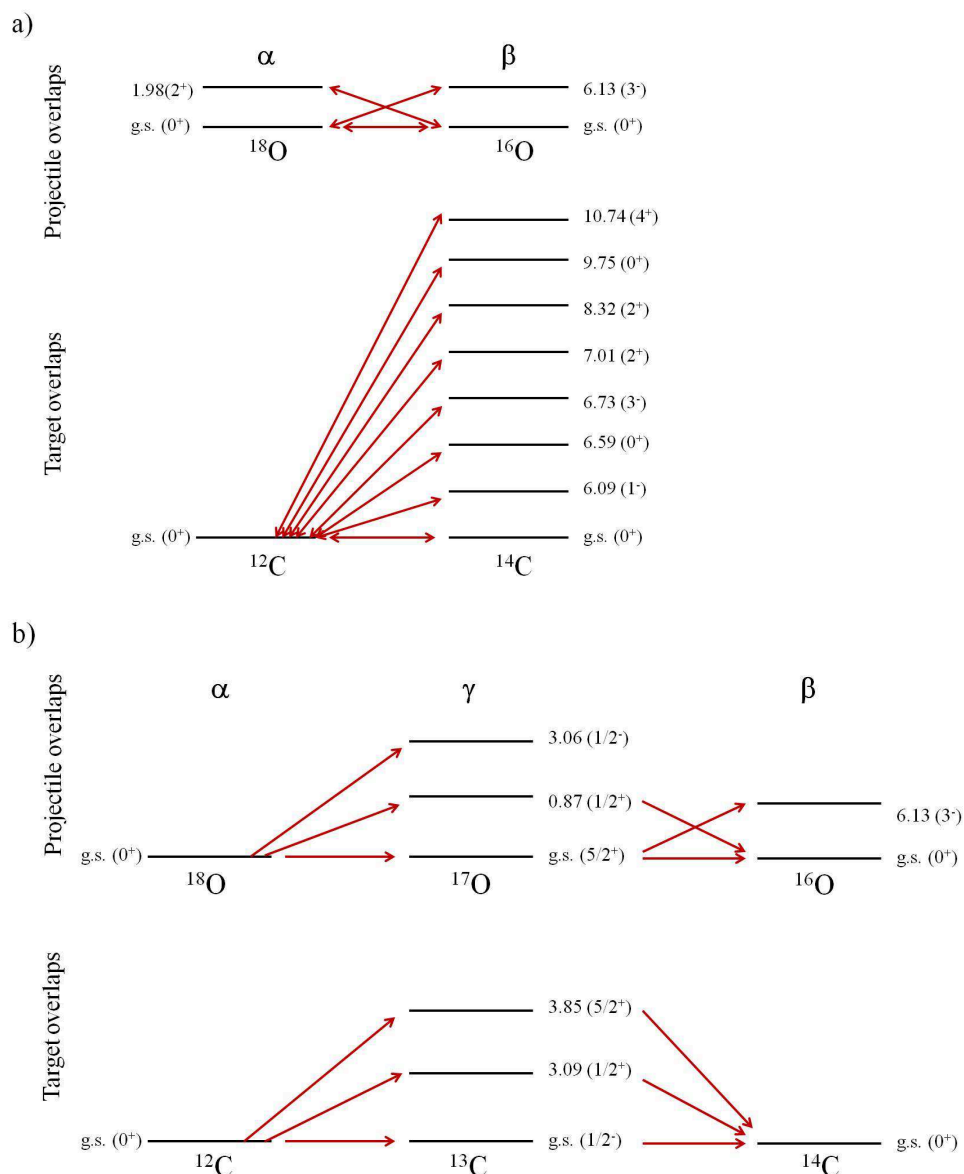 a)
Projectile overlaps
α β
1.98(2⁺) 6.13 (3⁻)
g.s. (0⁺) g.s. (0⁺)
¹⁸O ¹⁶O
Target overlaps
10.74 (4⁺)
9.75 (0⁺)
8.32 (2⁺)
7.01 (2⁺)
6.73 (3⁻)
6.59 (0⁺)
6.09 (1⁻)
g.s. (0⁺) g.s. (0⁺)
¹²C ¹⁴C
b)
Projectile overlaps
α γ β
3.06 (1/2⁻)
0.87 (1/2⁺) 6.13 (3⁻)
g.s. (0⁺) g.s. (5/2⁺) g.s. (0⁺)
¹⁸O ¹⁷O ¹⁶O
Target overlaps
3.85 (5/2⁺)
3.09 (1/2⁺)
g.s. (0⁺) g.s. (1/2⁻) g.s. (0⁺)
¹²C ¹³C ¹⁴C